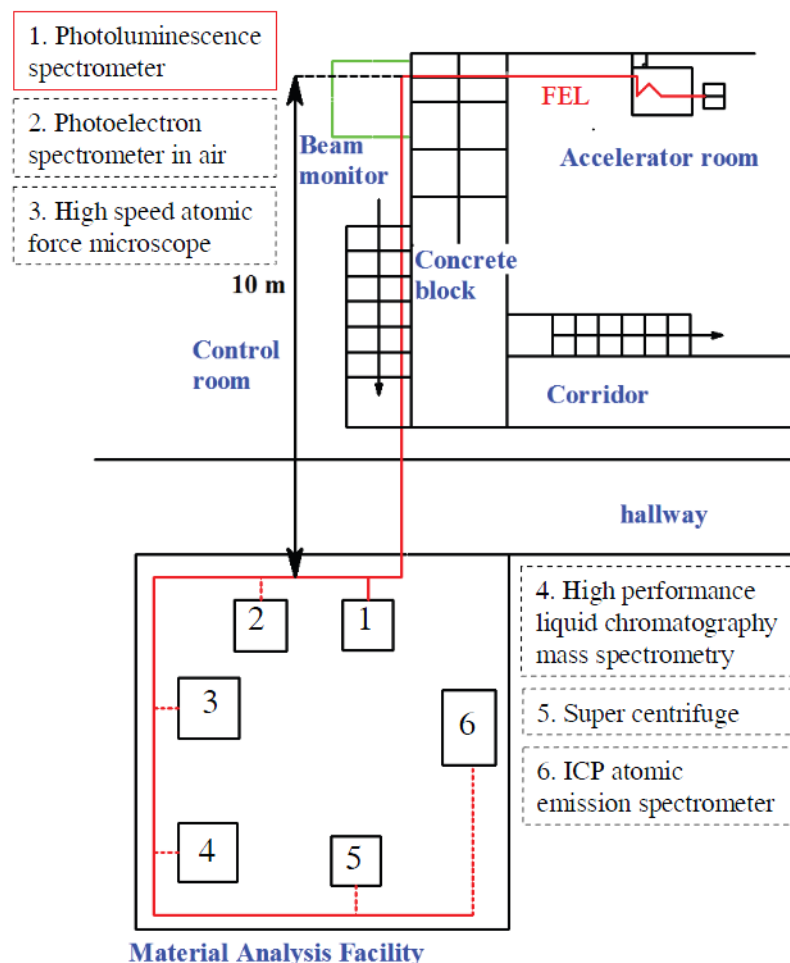 1. Photoluminescence
spectrometer
2. Photoelectron
spectrometer in air
3. High speed atomic
force microscope
FEL
Beam
monitor
Accelerator room
10 m
Concrete
block
Control
room
Corridor
hallway
2
1
3
6
4
5
4. High performance
liquid chromatography
mass spectrometry
5. Super centrifuge
6. ICP atomic
emission spectrometer
Material Analysis Facility